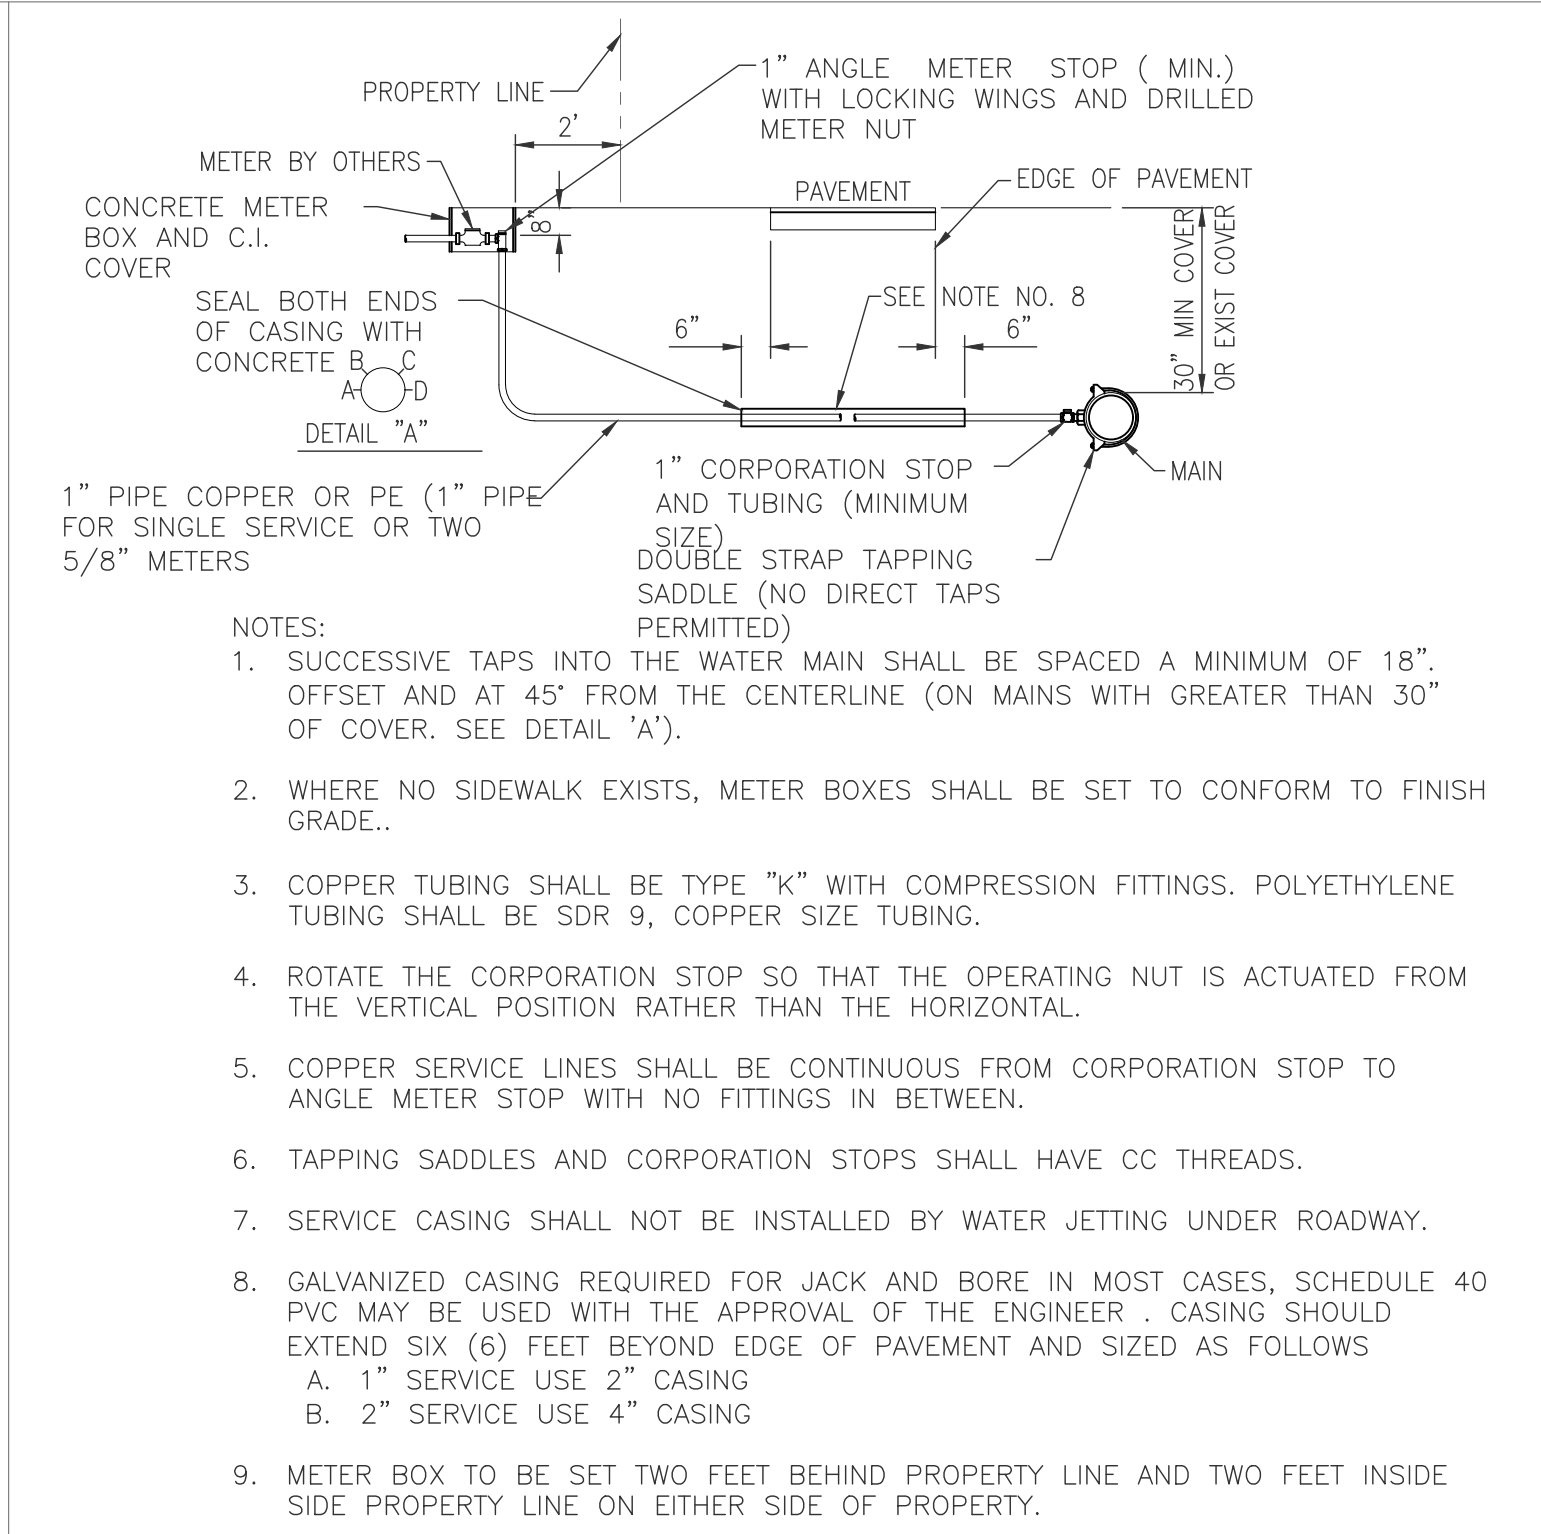 PROPERTY LINE
1” ANGLE METER STOP ( MIN.)
WITH LOCKING WINGS AND DRILLED
METER NUT
2'
METER BY OTHERS
CONCRETE METER
BOX AND C.I.
COVER
8"
PAVEMENT
EDGE OF PAVEMENT
30” MIN COVER
OR EXIST COVER
SEAL BOTH ENDS
OF CASING WITH
CONCRETE
B C
A D
DETAIL "A"
6”
SEE NOTE NO. 8
6”
1” PIPE COPPER OR PE (1” PIPE
FOR SINGLE SERVICE OR TWO
5/8” METERS
1” CORPORATION STOP
AND TUBING (MINIMUM
SIZE)
MAIN
DOUBLE STRAP TAPPING
SADDLE (NO DIRECT TAPS
PERMITTED)
NOTES:
1. SUCCESSIVE TAPS INTO THE WATER MAIN SHALL BE SPACED A MINIMUM OF 18”.
OFFSET AND AT 45° FROM THE CENTERLINE (ON MAINS WITH GREATER THAN 30”
OF COVER. SEE DETAIL 'A').
2. WHERE NO SIDEWALK EXISTS, METER BOXES SHALL BE SET TO CONFORM TO FINISH
GRADE..
3. COPPER TUBING SHALL BE TYPE ”K” WITH COMPRESSION FITTINGS. POLYETHYLENE
TUBING SHALL BE SDR 9, COPPER SIZE TUBING.
4. ROTATE THE CORPORATION STOP SO THAT THE OPERATING NUT IS ACTUATED FROM
THE VERTICAL POSITION RATHER THAN THE HORIZONTAL.
5. COPPER SERVICE LINES SHALL BE CONTINUOUS FROM CORPORATION STOP TO
ANGLE METER STOP WITH NO FITTINGS IN BETWEEN.
6. TAPPING SADDLES AND CORPORATION STOPS SHALL HAVE CC THREADS.
7. SERVICE CASING SHALL NOT BE INSTALLED BY WATER JETTING UNDER ROADWAY.
8. GALVANIZED CASING REQUIRED FOR JACK AND BORE IN MOST CASES, SCHEDULE 40
PVC MAY BE USED WITH THE APPROVAL OF THE ENGINEER . CASING SHOULD
EXTEND SIX (6) FEET BEYOND EDGE OF PAVEMENT AND SIZED AS FOLLOWS
A. 1” SERVICE USE 2” CASING
B. 2” SERVICE USE 4” CASING
9. METER BOX TO BE SET TWO FEET BEHIND PROPERTY LINE AND TWO FEET INSIDE
SIDE PROPERTY LINE ON EITHER SIDE OF PROPERTY.